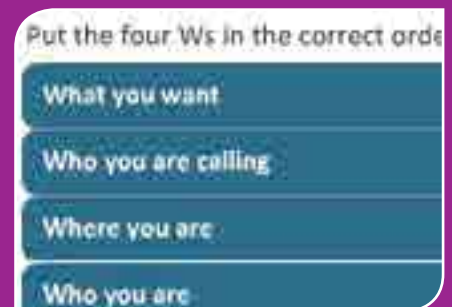 Put the four Ws in the correct orde
What you want
Who you are calling
Where you are
Who you are